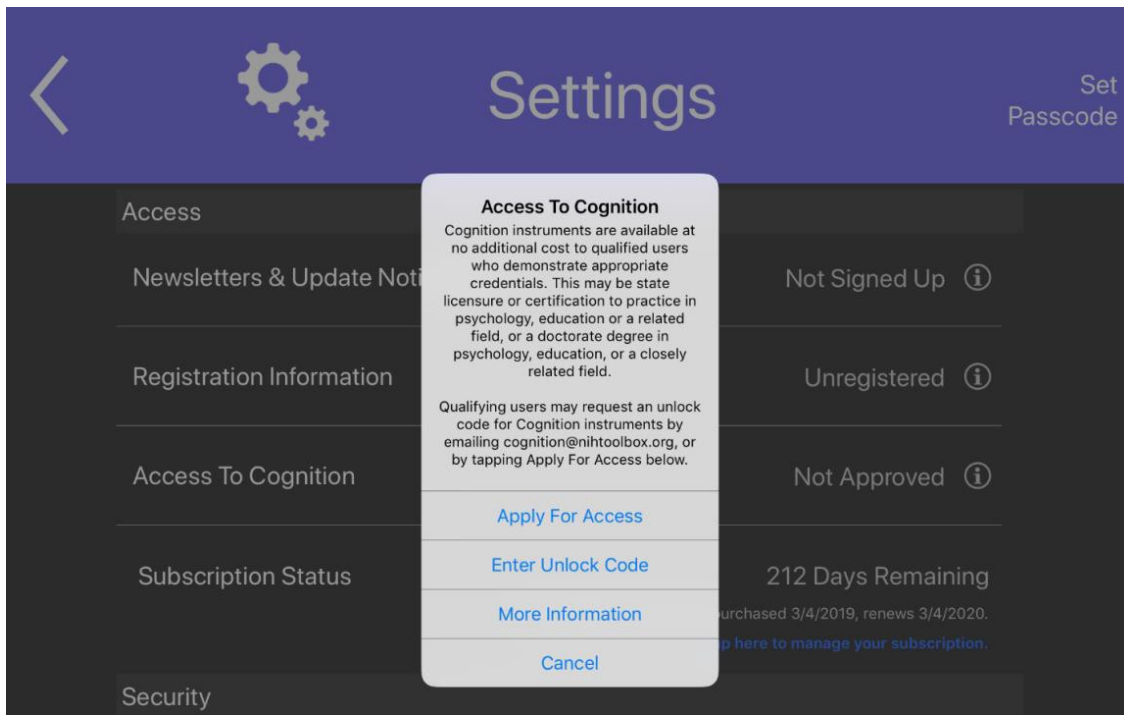 Settings
Set
Passcode
Access
Newsletters & Update Noti
Not Signed Up
Registration Information
Unregistered
Access To Cognition
Not Approved
Subscription Status
212 Days Remaining
urchased 3/4/2019, renews 3/4/2020.
p here to manage your subscription.
Security
Access To Cognition
Cognition instruments are available at
no additional cost to qualified users
who demonstrate appropriate
credentials. This may be state
licensure or certification to practice in
psychology, education or a related
field, or a doctorate degree in
psychology, education, or a closely
related field.
Qualifying users may request an unlock
code for Cognition instruments by
emailing cognition@nihtoolbox.org, or
by tapping Apply For Access below.
Apply For Access
Enter Unlock Code
More Information
Cancel